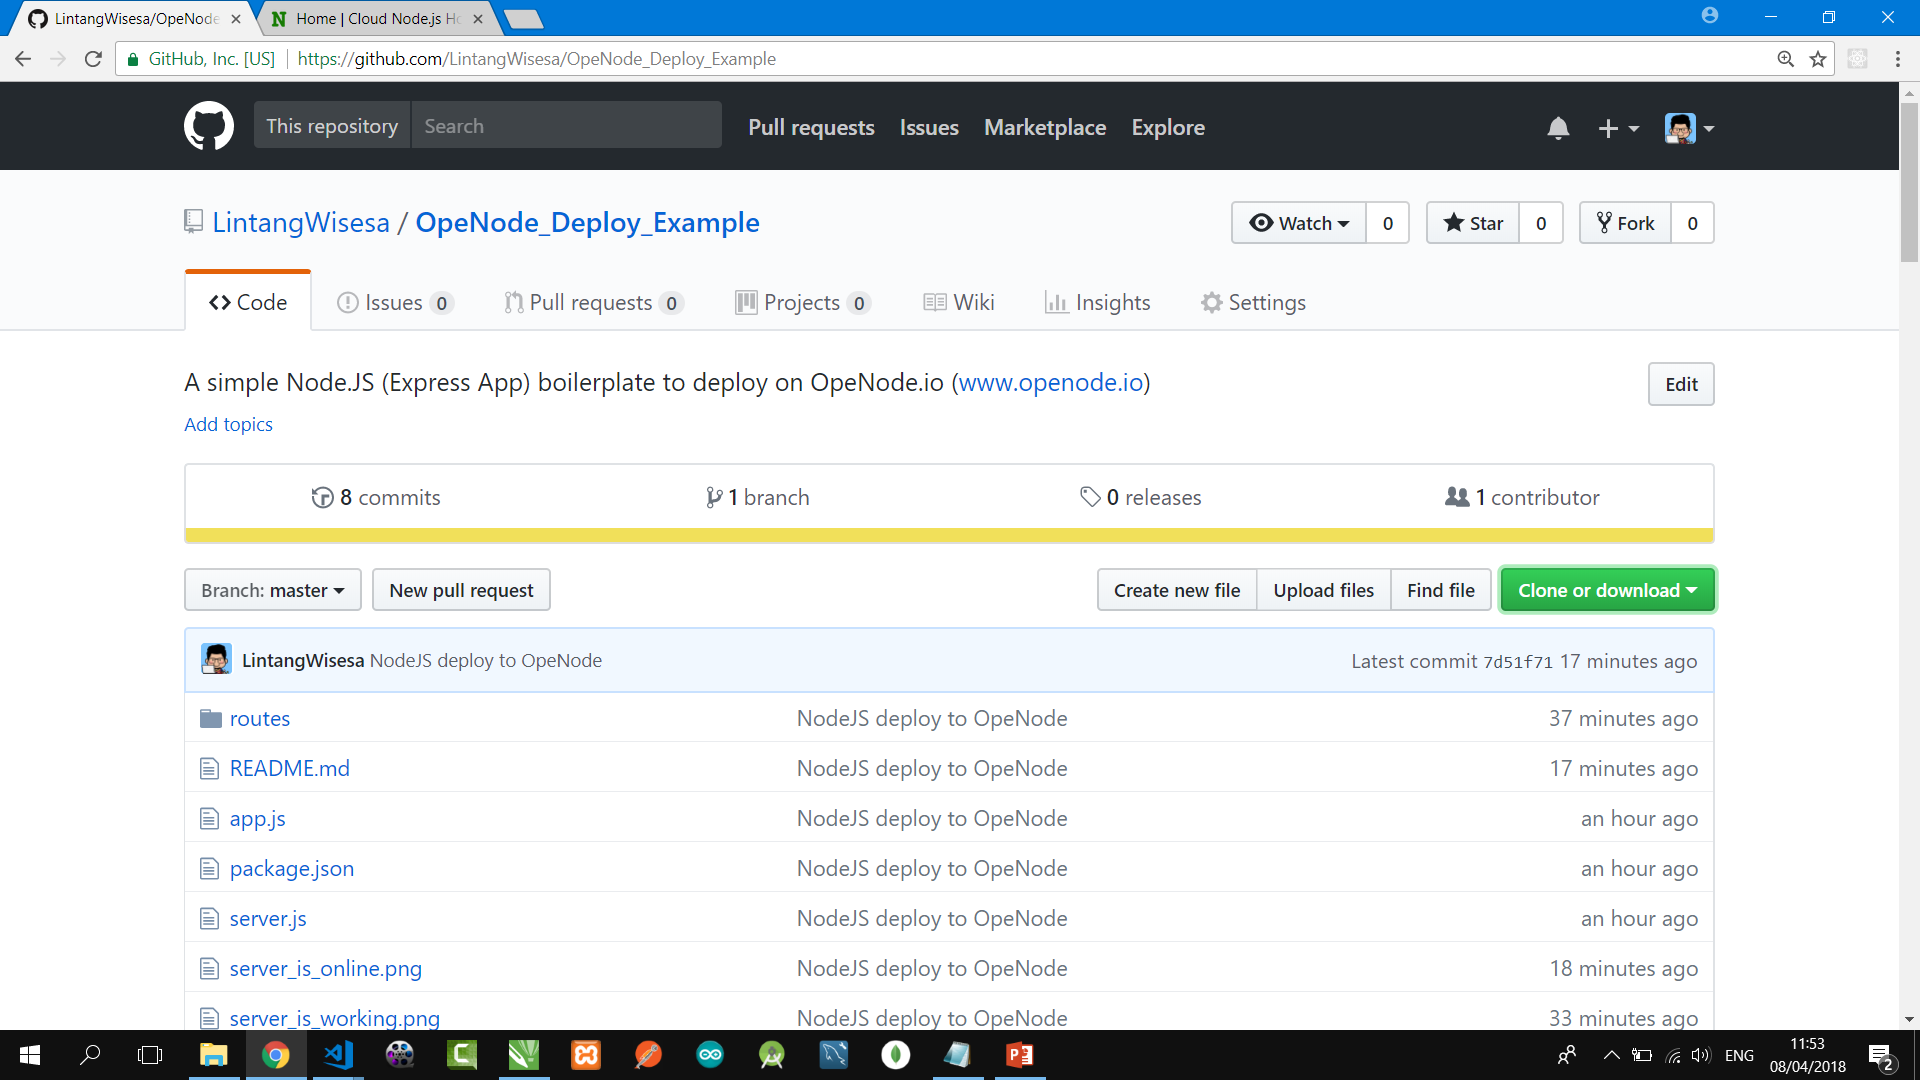 LintangWisesa/OpeNode
Home | Cloud Node.js Ho
GitHub, Inc. [US] https://github.com/LintangWisesa/OpeNode_Deploy_Example
This repository Search Pull requests Issues Marketplace Explore
LintangWisesa / OpeNode_Deploy_Example
Watch 0 Star 0 Fork 0
Code Issues 0 Pull requests 0 Projects 0 Wiki Insights Settings
A simple Node.JS (Express App) boilerplate to deploy on OpeNode.io (www.openode.io)
Edit
Add topics
8 commits 1 branch 0 releases 1 contributor
Branch: master New pull request Create new file Upload files Find file Clone or download
LintangWisesa NodeJS deploy to OpeNode Latest commit 7d51f71 17 minutes ago
routes NodeJS deploy to OpeNode 37 minutes ago
README.md NodeJS deploy to OpeNode 17 minutes ago
app.js NodeJS deploy to OpeNode an hour ago
package.json NodeJS deploy to OpeNode an hour ago
server.js NodeJS deploy to OpeNode an hour ago
server_is_online.png NodeJS deploy to OpeNode 18 minutes ago
server_is_working.png NodeJS deploy to OpeNode 33 minutes ago
ENG
11:53
08/04/2018
2